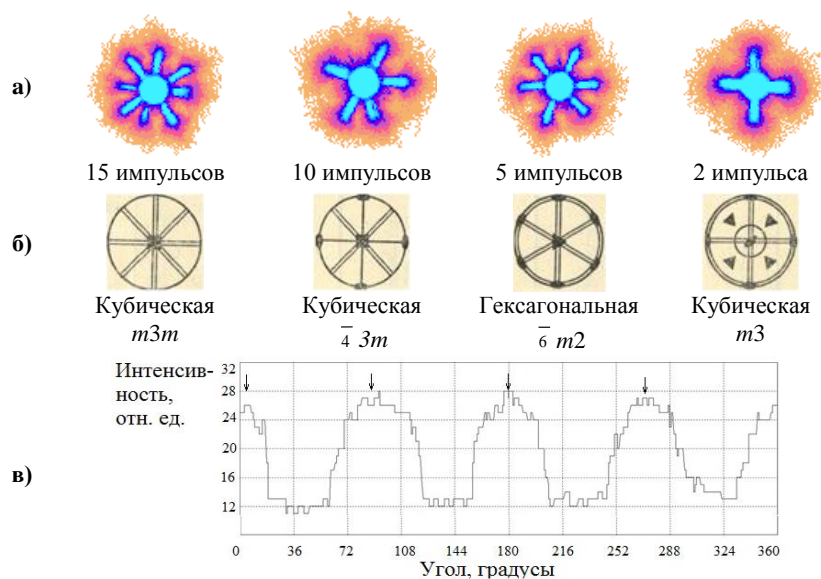 а)
15 импульсов 10 импульсов 5 импульсов 2 импульса
б)
Кубическая Кубическая Гексагональная Кубическая
m3m 4̅ 3m 6̅ m2 m3
Интенсив-
ность,
отн. ед.
в)
32
28
24
20
16
12
0 36 72 108 144 180 216 252 288 324 360
Угол, градусы